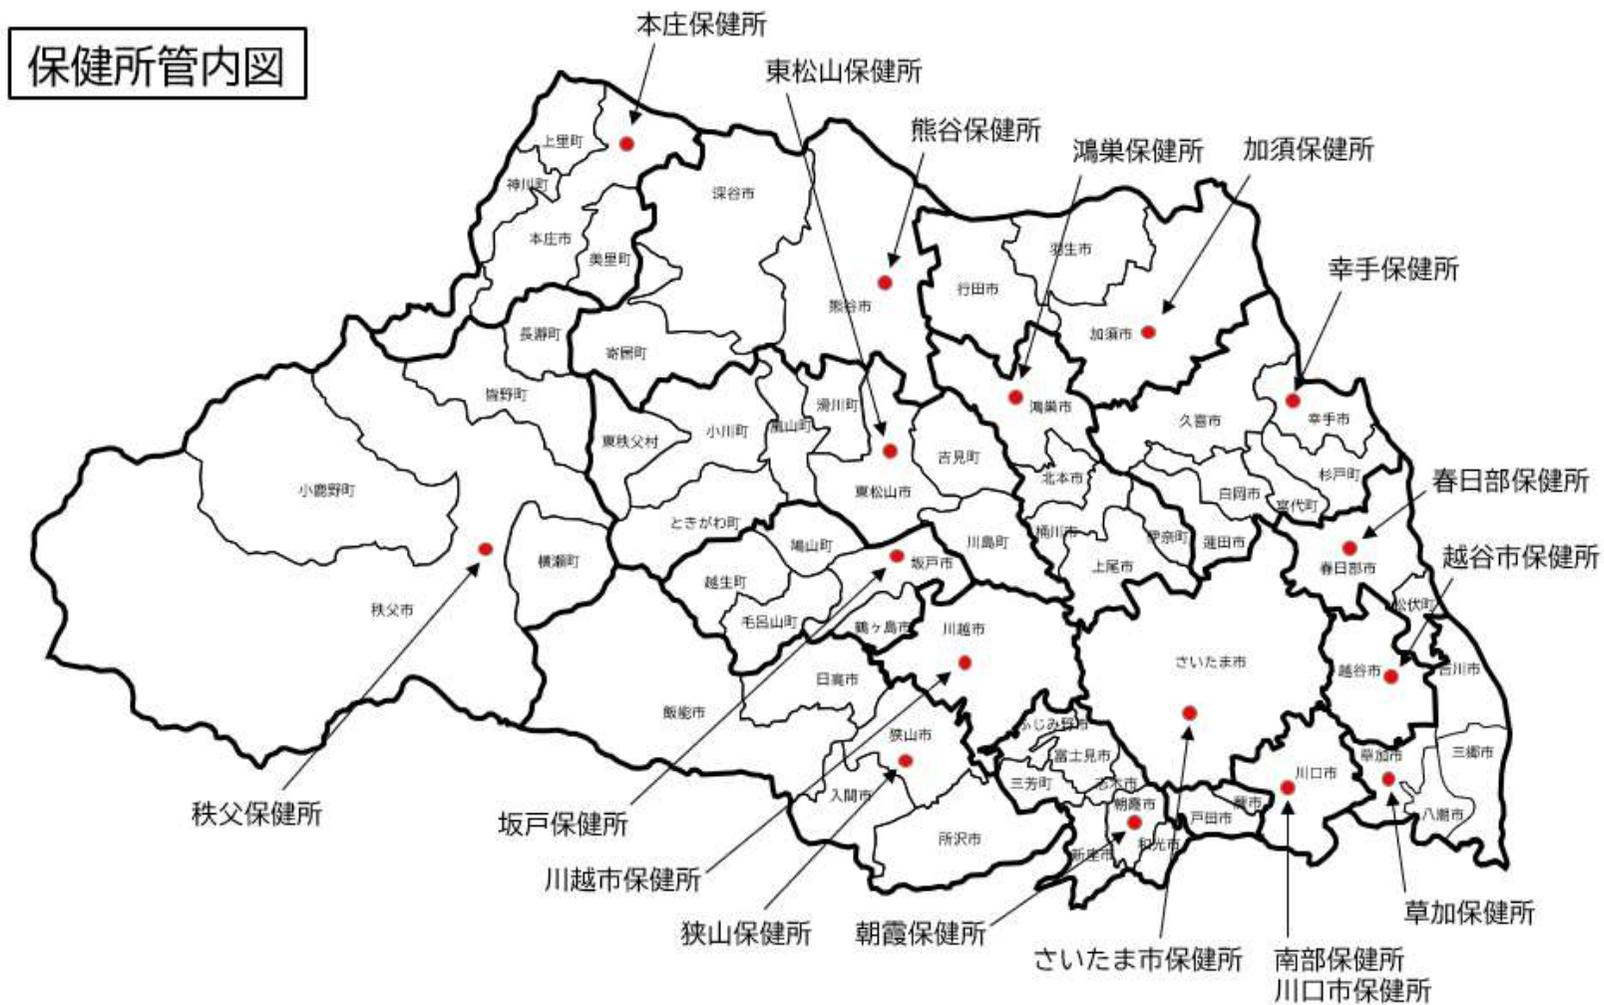 保健所管内図
本庄保健所
東松山保健所
熊谷保健所
鴻巣保健所
加須保健所
幸手保健所
春日部保健所
越谷市保健所
上里町
神川町
本庄市
美里町
深谷市
熊谷市
行田市
羽生市
加須市
長瀞町
寄居町
皆野町
東秩父村
小川町
嵐山町
滑川町
東松山市
吉見町
鴻巣市
北本市
久喜市
幸手市
杉戸町
宮代町
白岡市
蓮田市
伊奈町
桶川市
上尾市
小鹿野町
秩父市
横瀬町
ときがわ町
鳩山町
越生町
毛呂山町
坂戸市
鶴ヶ島市
川島町
川越市
さいたま市
春日部市
松伏町
越谷市
吉川市
三郷市
草加市
八潮市
川口市
蕨市
戸田市
日高市
飯能市
狭山市
入間市
所沢市
ふじみ野市
富士見市
三芳町
志木市
朝霞市
和光市
新座市
秩父保健所
坂戸保健所
川越市保健所
狭山保健所
朝霞保健所
さいたま市保健所
南部保健所
川口市保健所
草加保健所